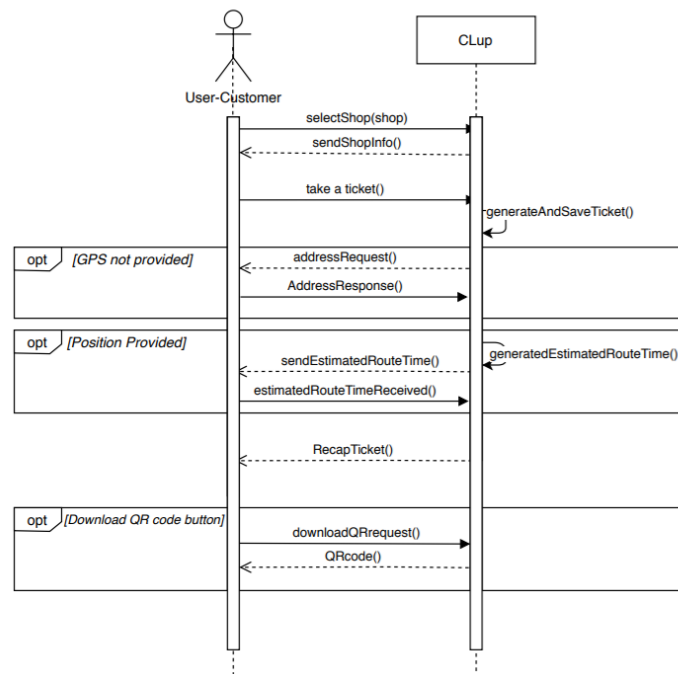 CLup
User-Customer
selectShop(shop)
sendShopInfo()
take a ticket()
generateAndSaveTicket()
opt [GPS not provided]
addressRequest()
AddressResponse()
opt [Position Provided]
generatedEstimatedRouteTime()
sendEstimatedRouteTime()
estimatedRouteTimeReceived()
RecapTicket()
opt [Download QR code button]
downloadQRrequest()
QRcode()